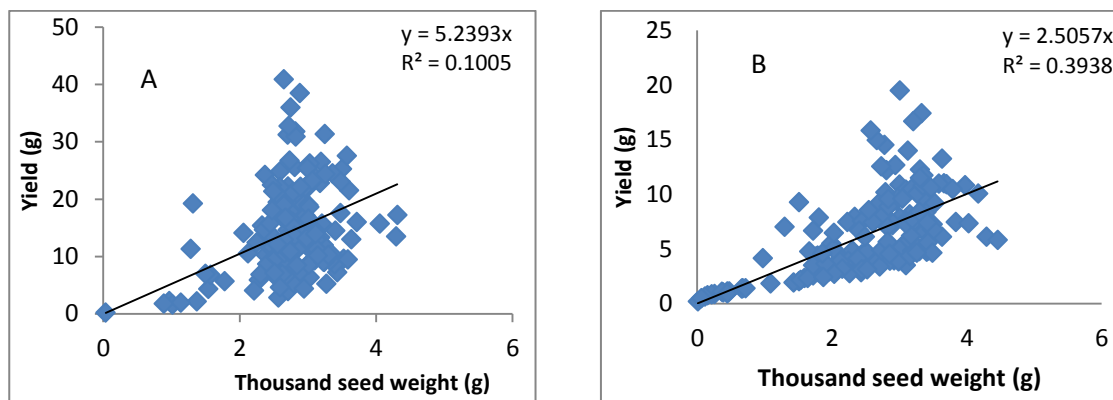 50
40
30
20
10
0
Yield (g)
A
y = 5.2393x
R² = 0.1005
0 2 4 6
Thousand seed weight (g)
25
20
15
10
5
0
Yield (g)
B
y = 2.5057x
R² = 0.3938
0 2 4 6
Thousand seed weight (g)